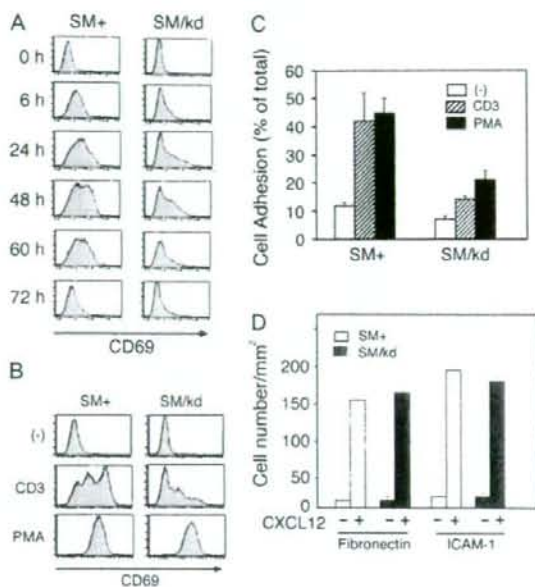 A
SM+ SM/kd
0 h
6 h
24 h
48 h
60 h
72 h
CD69
B
SM+ SM/kd
(-)
CD3
PMA
CD69
C
Cell Adhesion (% of total)
60
50
40
30
20
10
0
(-)
CD3
PMA
SM+ SM/kd
D
Cell number/mm²
200
150
100
50
0
SM+
SM/kd
CXCL12 - + - + - + - +
Fibronectin ICAM-1